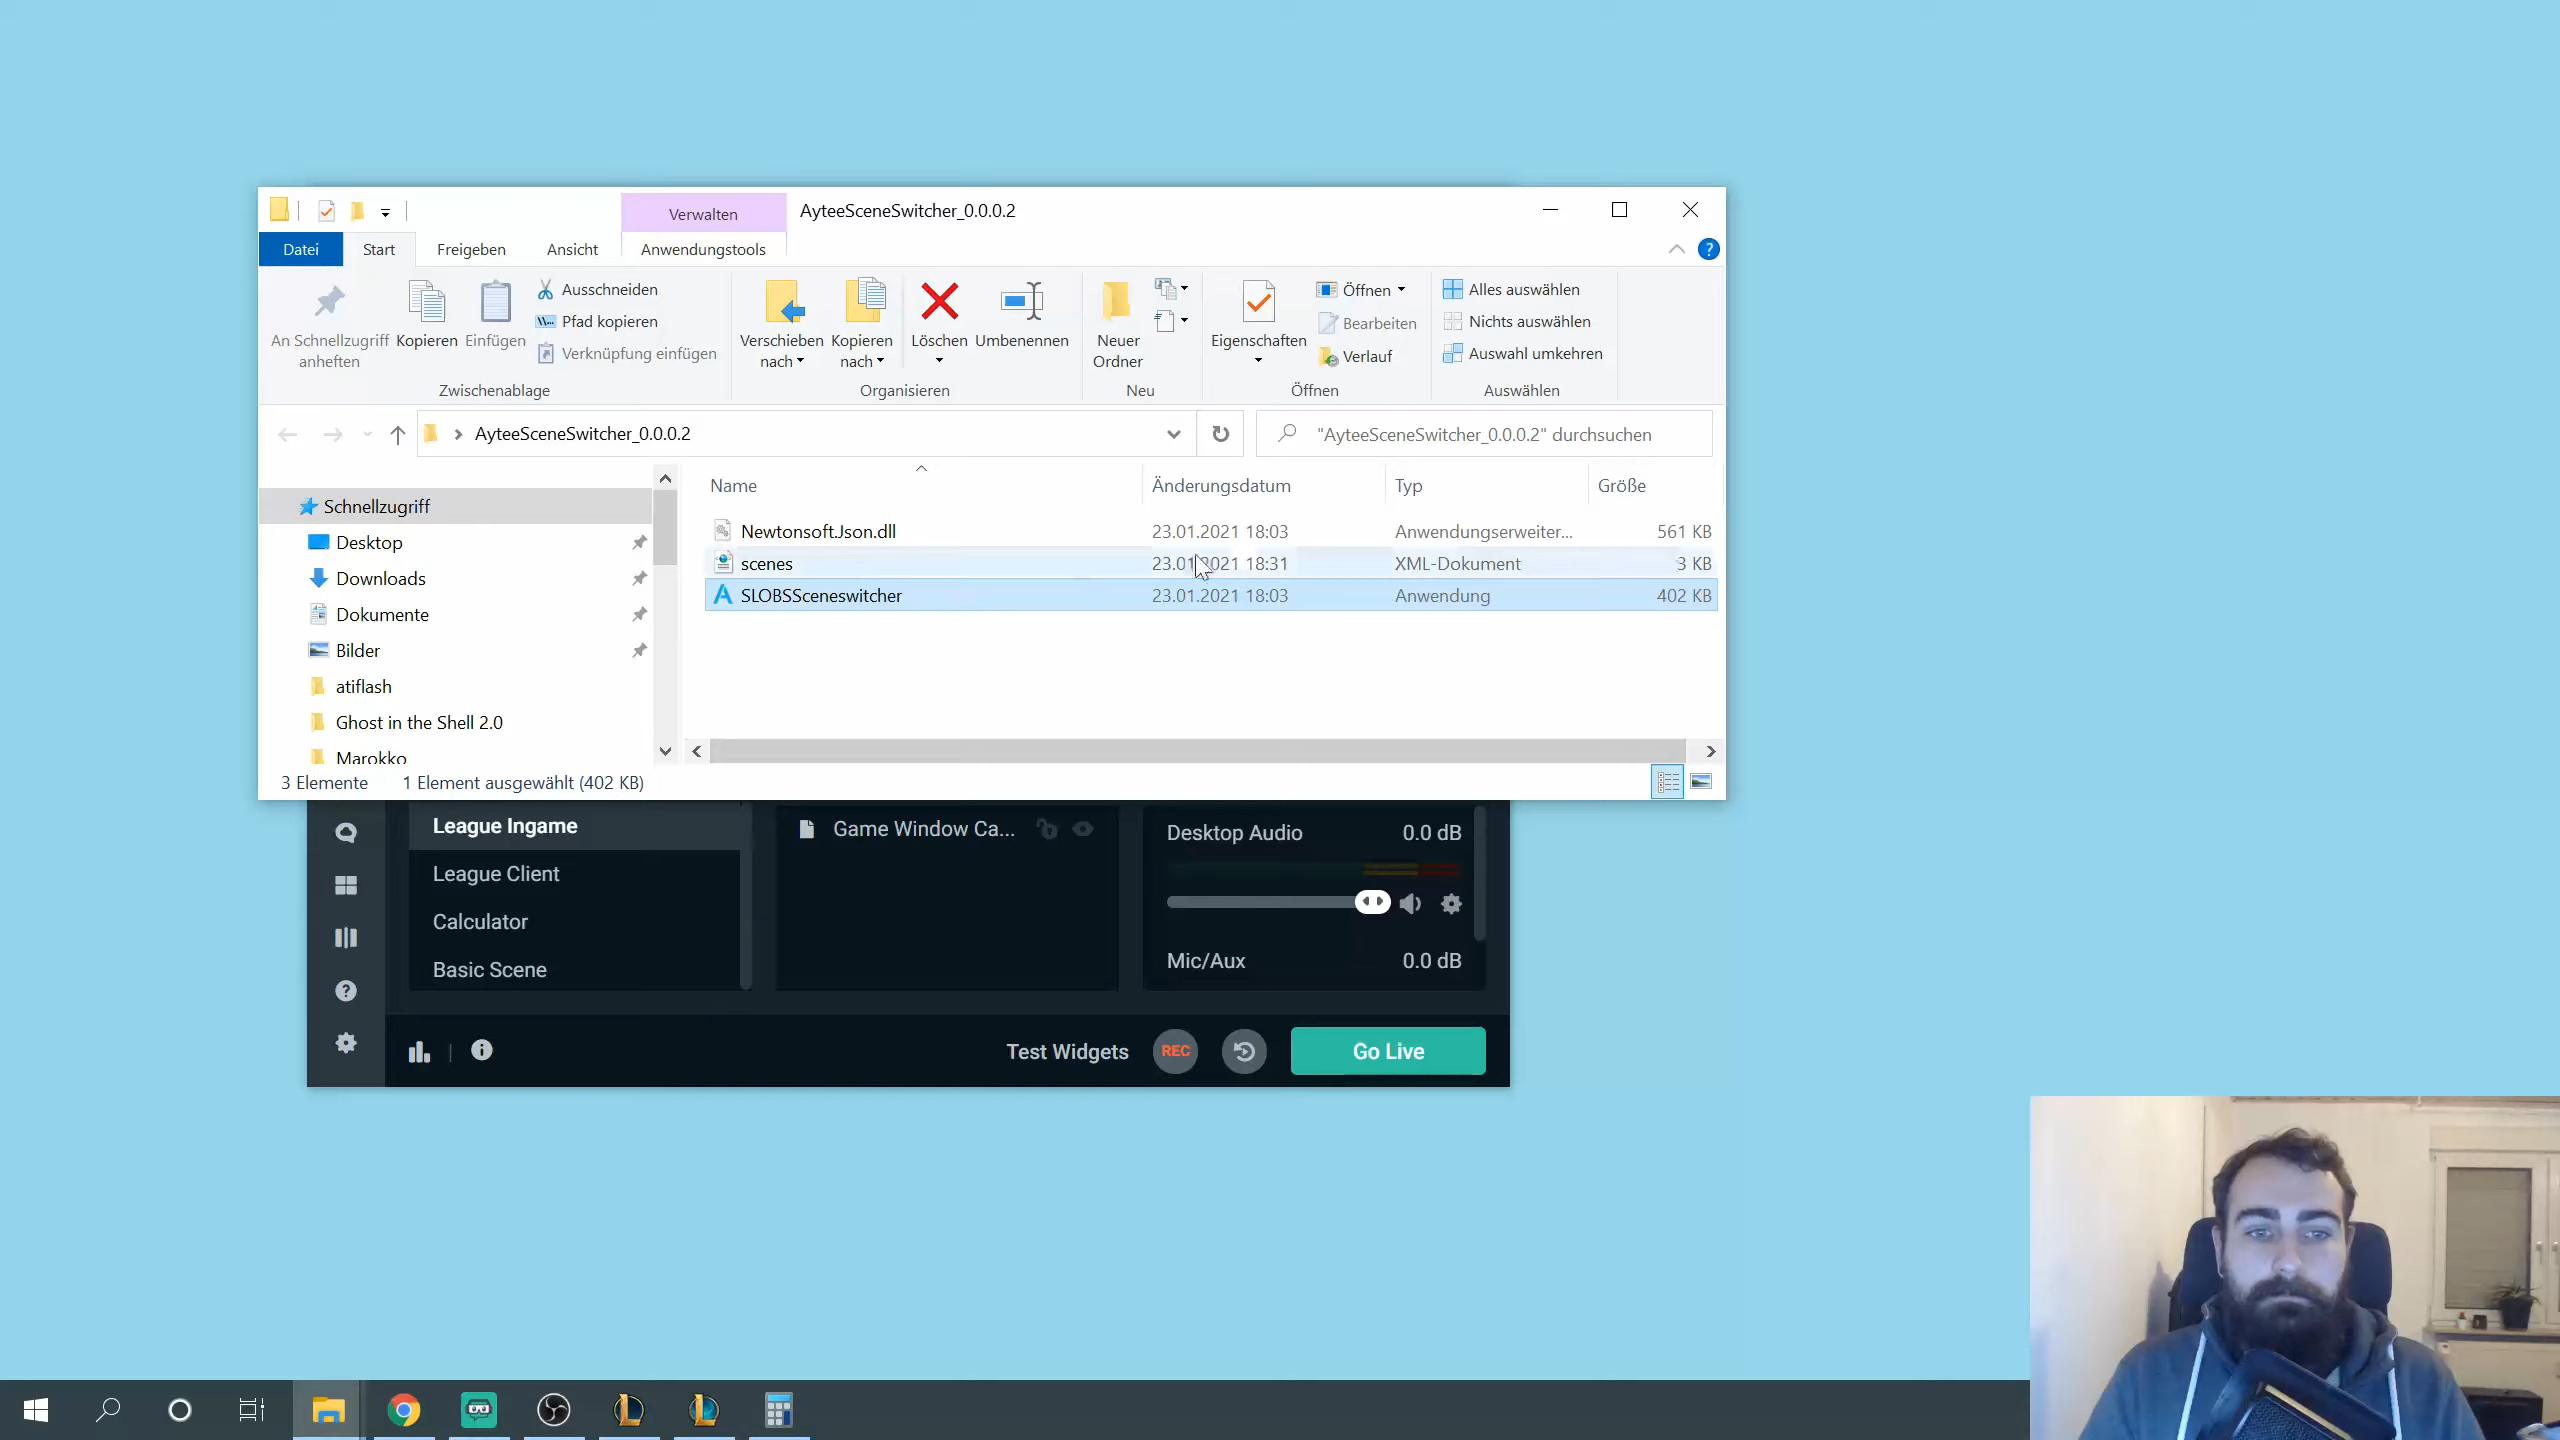 Verwalten
AyteeSceneSwitcher_0.0.0.2
Datei
Start
Freigeben
Ansicht
Anwendungstools
An Schnellzugriff anheften
Kopieren
Einfügen
Ausschneiden
Pfad kopieren
Verknüpfung einfügen
Zwischenablage
Verschieben nach
Kopieren nach
Löschen
Umbenennen
Organisieren
Neuer Ordner
Neu
Eigenschaften
Öffnen
Bearbeiten
Verlauf
Öffnen
Alles auswählen
Nichts auswählen
Auswahl umkehren
Auswählen
AyteeSceneSwitcher_0.0.0.2
"AyteeSceneSwitcher_0.0.0.2" durchsuchen
Schnellzugriff
Desktop
Downloads
Dokumente
Bilder
atiflash
Ghost in the Shell 2.0
Marokko
Name Änderungsdatum Typ Größe
Newtonsoft.Json.dll 23.01.2021 18:03 Anwendungserweiter... 561 KB
scenes 23.01.2021 18:31 XML-Dokument 3 KB
SLOBSSceneswitcher 23.01.2021 18:03 Anwendung 402 KB
3 Elemente 1 Element ausgewählt (402 KB)
League Ingame
League Client
Calculator
Basic Scene
Game Window Ca...
Desktop Audio 0.0 dB
Mic/Aux 0.0 dB
Test Widgets
REC
Go Live